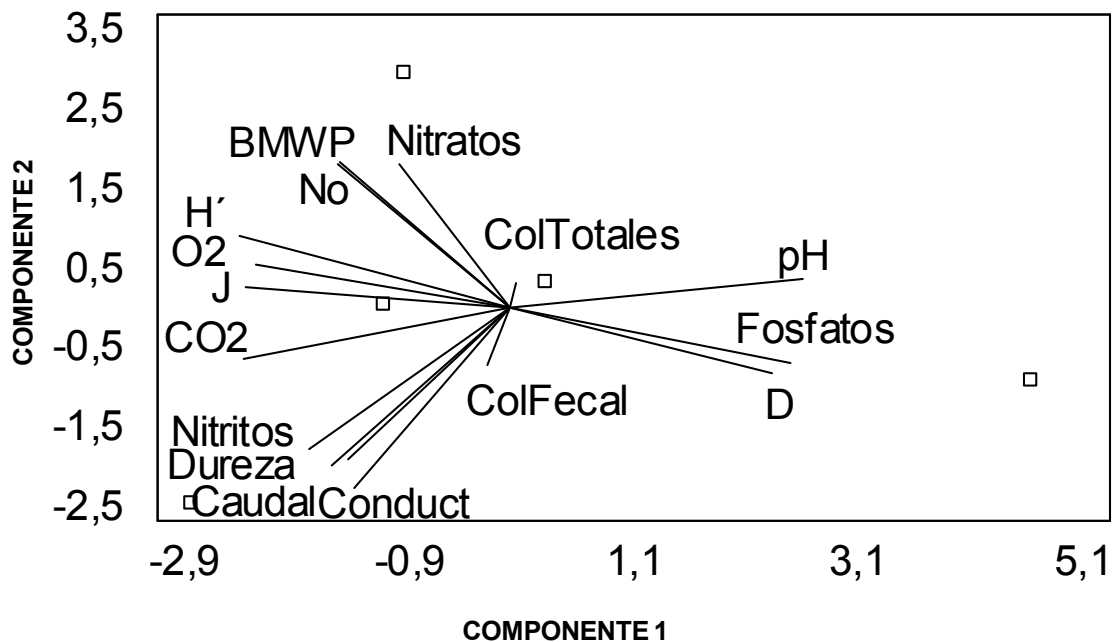 3,5
2,5
1,5
0,5
-0,5
-1,5
-2,5
COMPONENTE 2
BMWP
Nitratos
No
H´
ColTotales
O2
pH
J
CO2
Fosfatos
ColFecal
D
Nitritos
Dureza
Caudal
Conduct
-2,9
-0,9
1,1
3,1
5,1
COMPONENTE 1